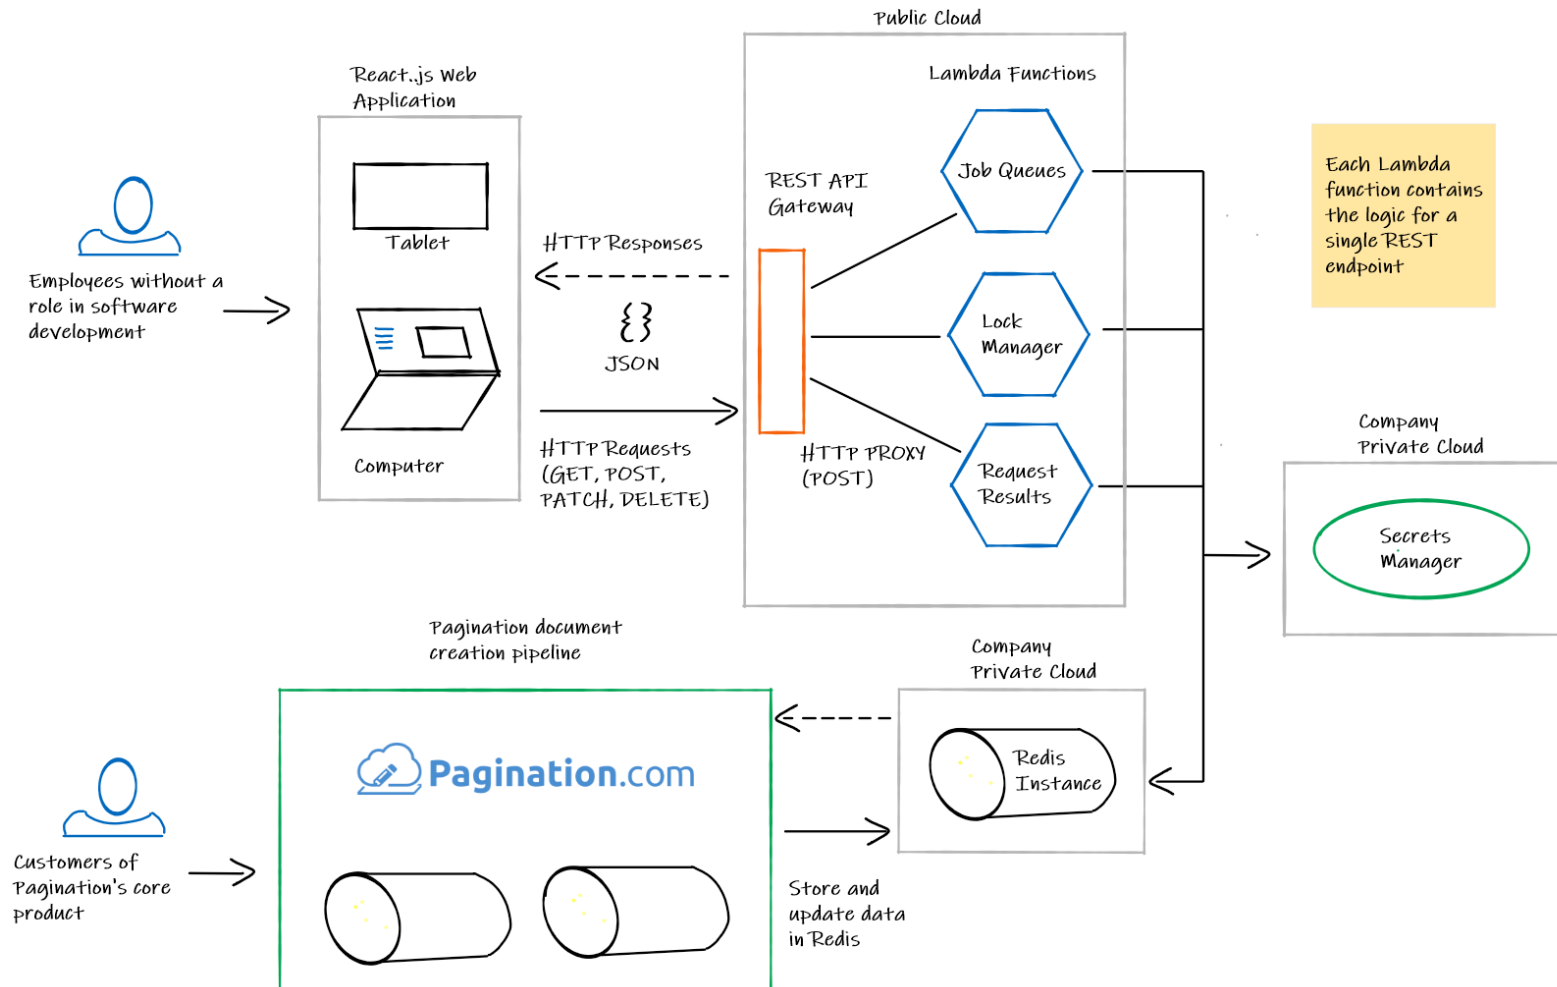 Public Cloud
React..js Web
Application
Lambda Functions
Job Queues
Each Lambda
function contains
the logic for a
single REST
endpoint
REST API
Gateway
Tablet
HTTP Responses
Employees without a
role in software
development
{}
JSON
Lock
Manager
Computer
HTTP Requests
(GET, POST,
PATCH, DELETE)
HTTP PROXY
(POST)
Request
Results
Company
Private Cloud
Secrets
Manager
Pagination document
creation pipeline
Company
Private Cloud
Pagination.com
Redis
Instance
Customers of
Pagination's core
product
Store and
update data
in Redis